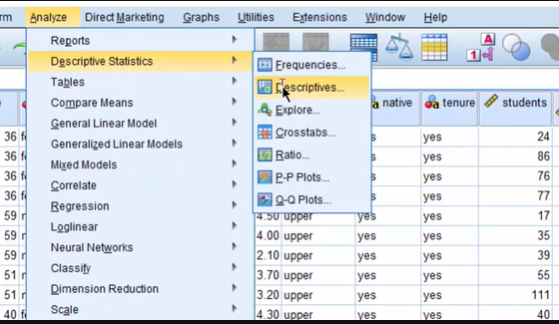 rm Analyze Direct Marketing Graphs Utilities Extensions Window Help
Reports
Descriptive Statistics
Tables
Compare Means
General Linear Model
Generalized Linear Models
Mixed Models
Correlate
Regression
Loglinear
Neural Networks
Classify
Dimension Reduction
Scale
Frequencies...
Descriptives...
Explore...
Crosstabs...
Ratio...
P-P Plots...
Q-Q Plots...
native tenure students
36 yes 24
36 yes 86
36 yes 76
36 yes 77
59 4.50 upper yes yes 17
59 4.00 upper yes yes 35
59 2.10 upper yes yes 39
51 3.70 upper yes yes 55
51 3.20 upper yes yes 111
40 4.30 upper yes yes 40